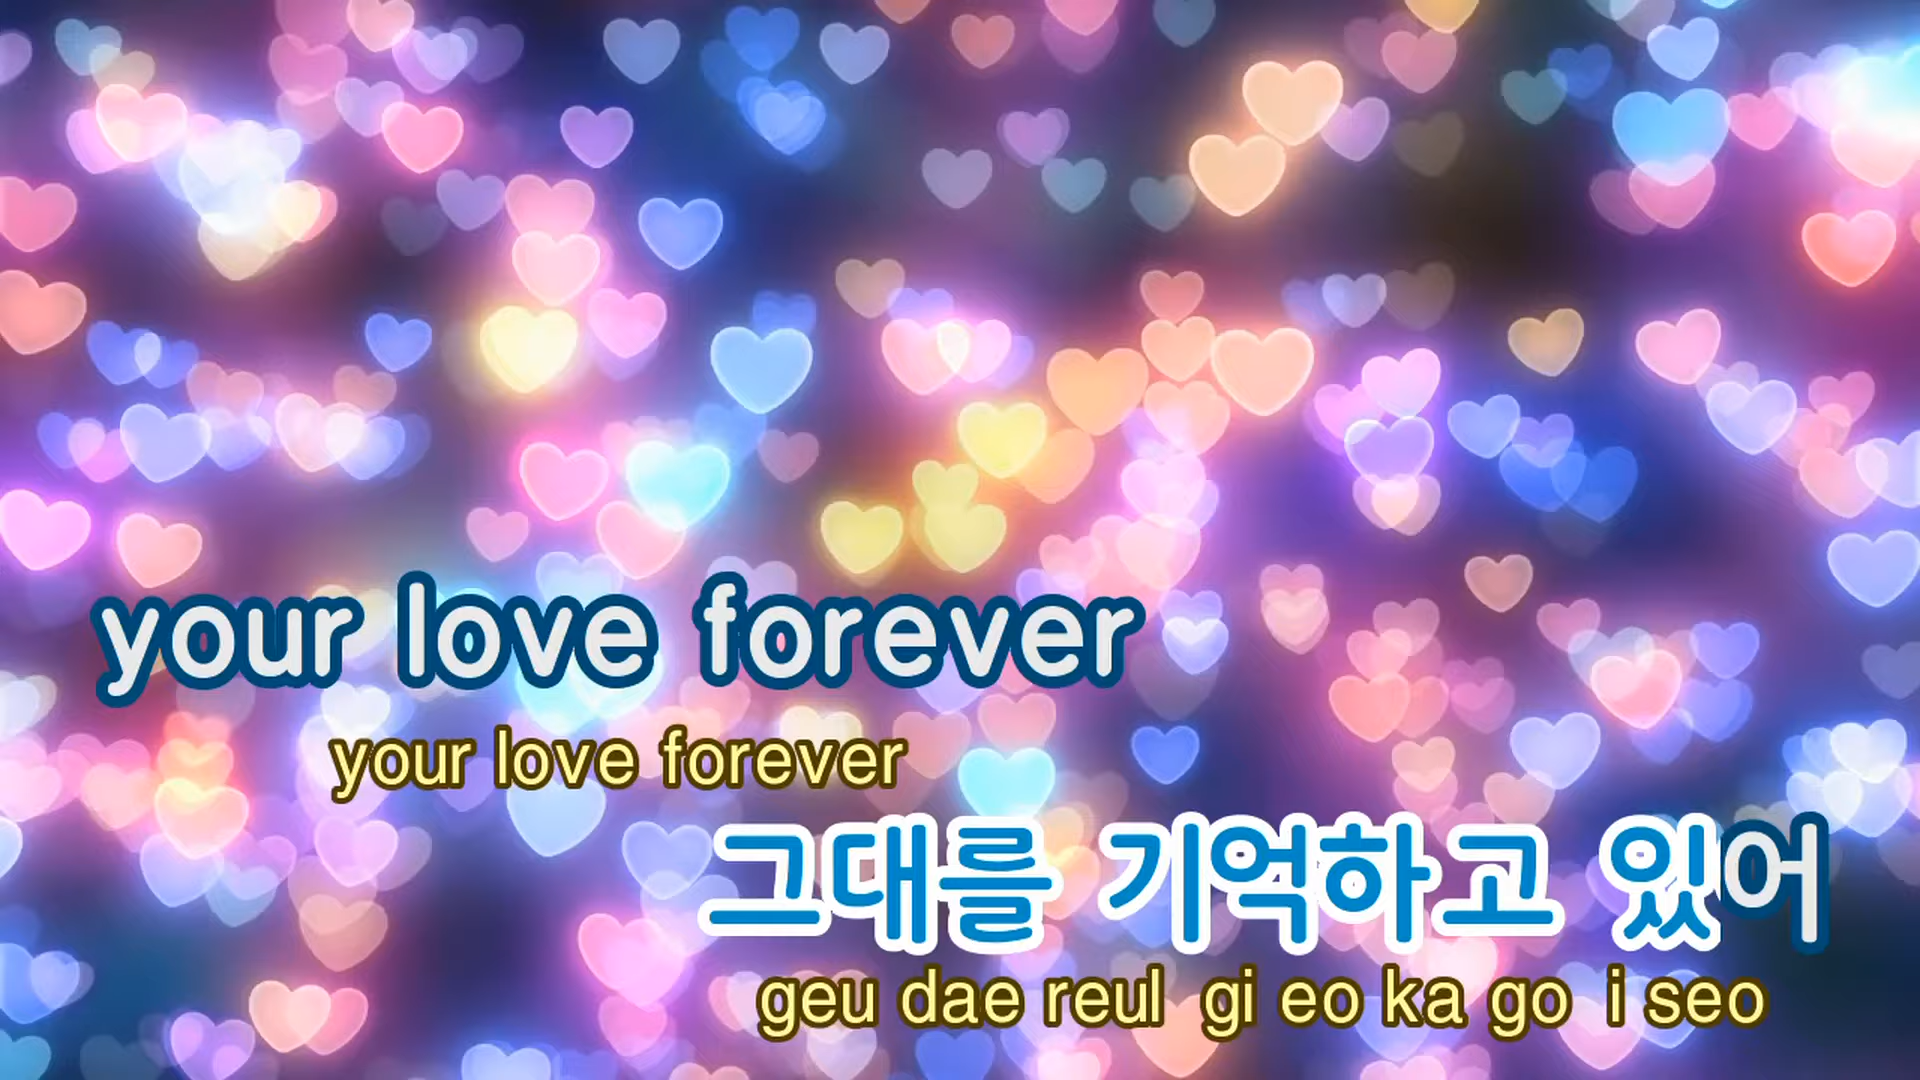 your love forever
your love forever
그대를 기억하고 있어
geu dae reul gi eo ka go i seo